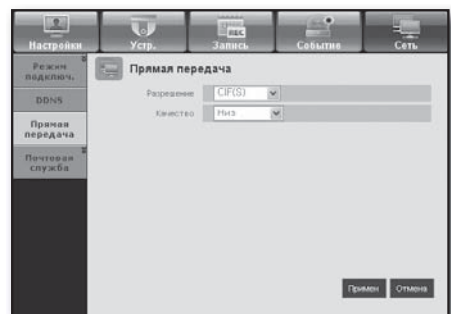 Настройки Устр. Запись Событие Сеть
REC
Режим
подключ.
DDNS
Прямая
передача
Почтовая
служба
Прямая передача
Разрешение CIF(S)
Качество Низ
Примен Отмена